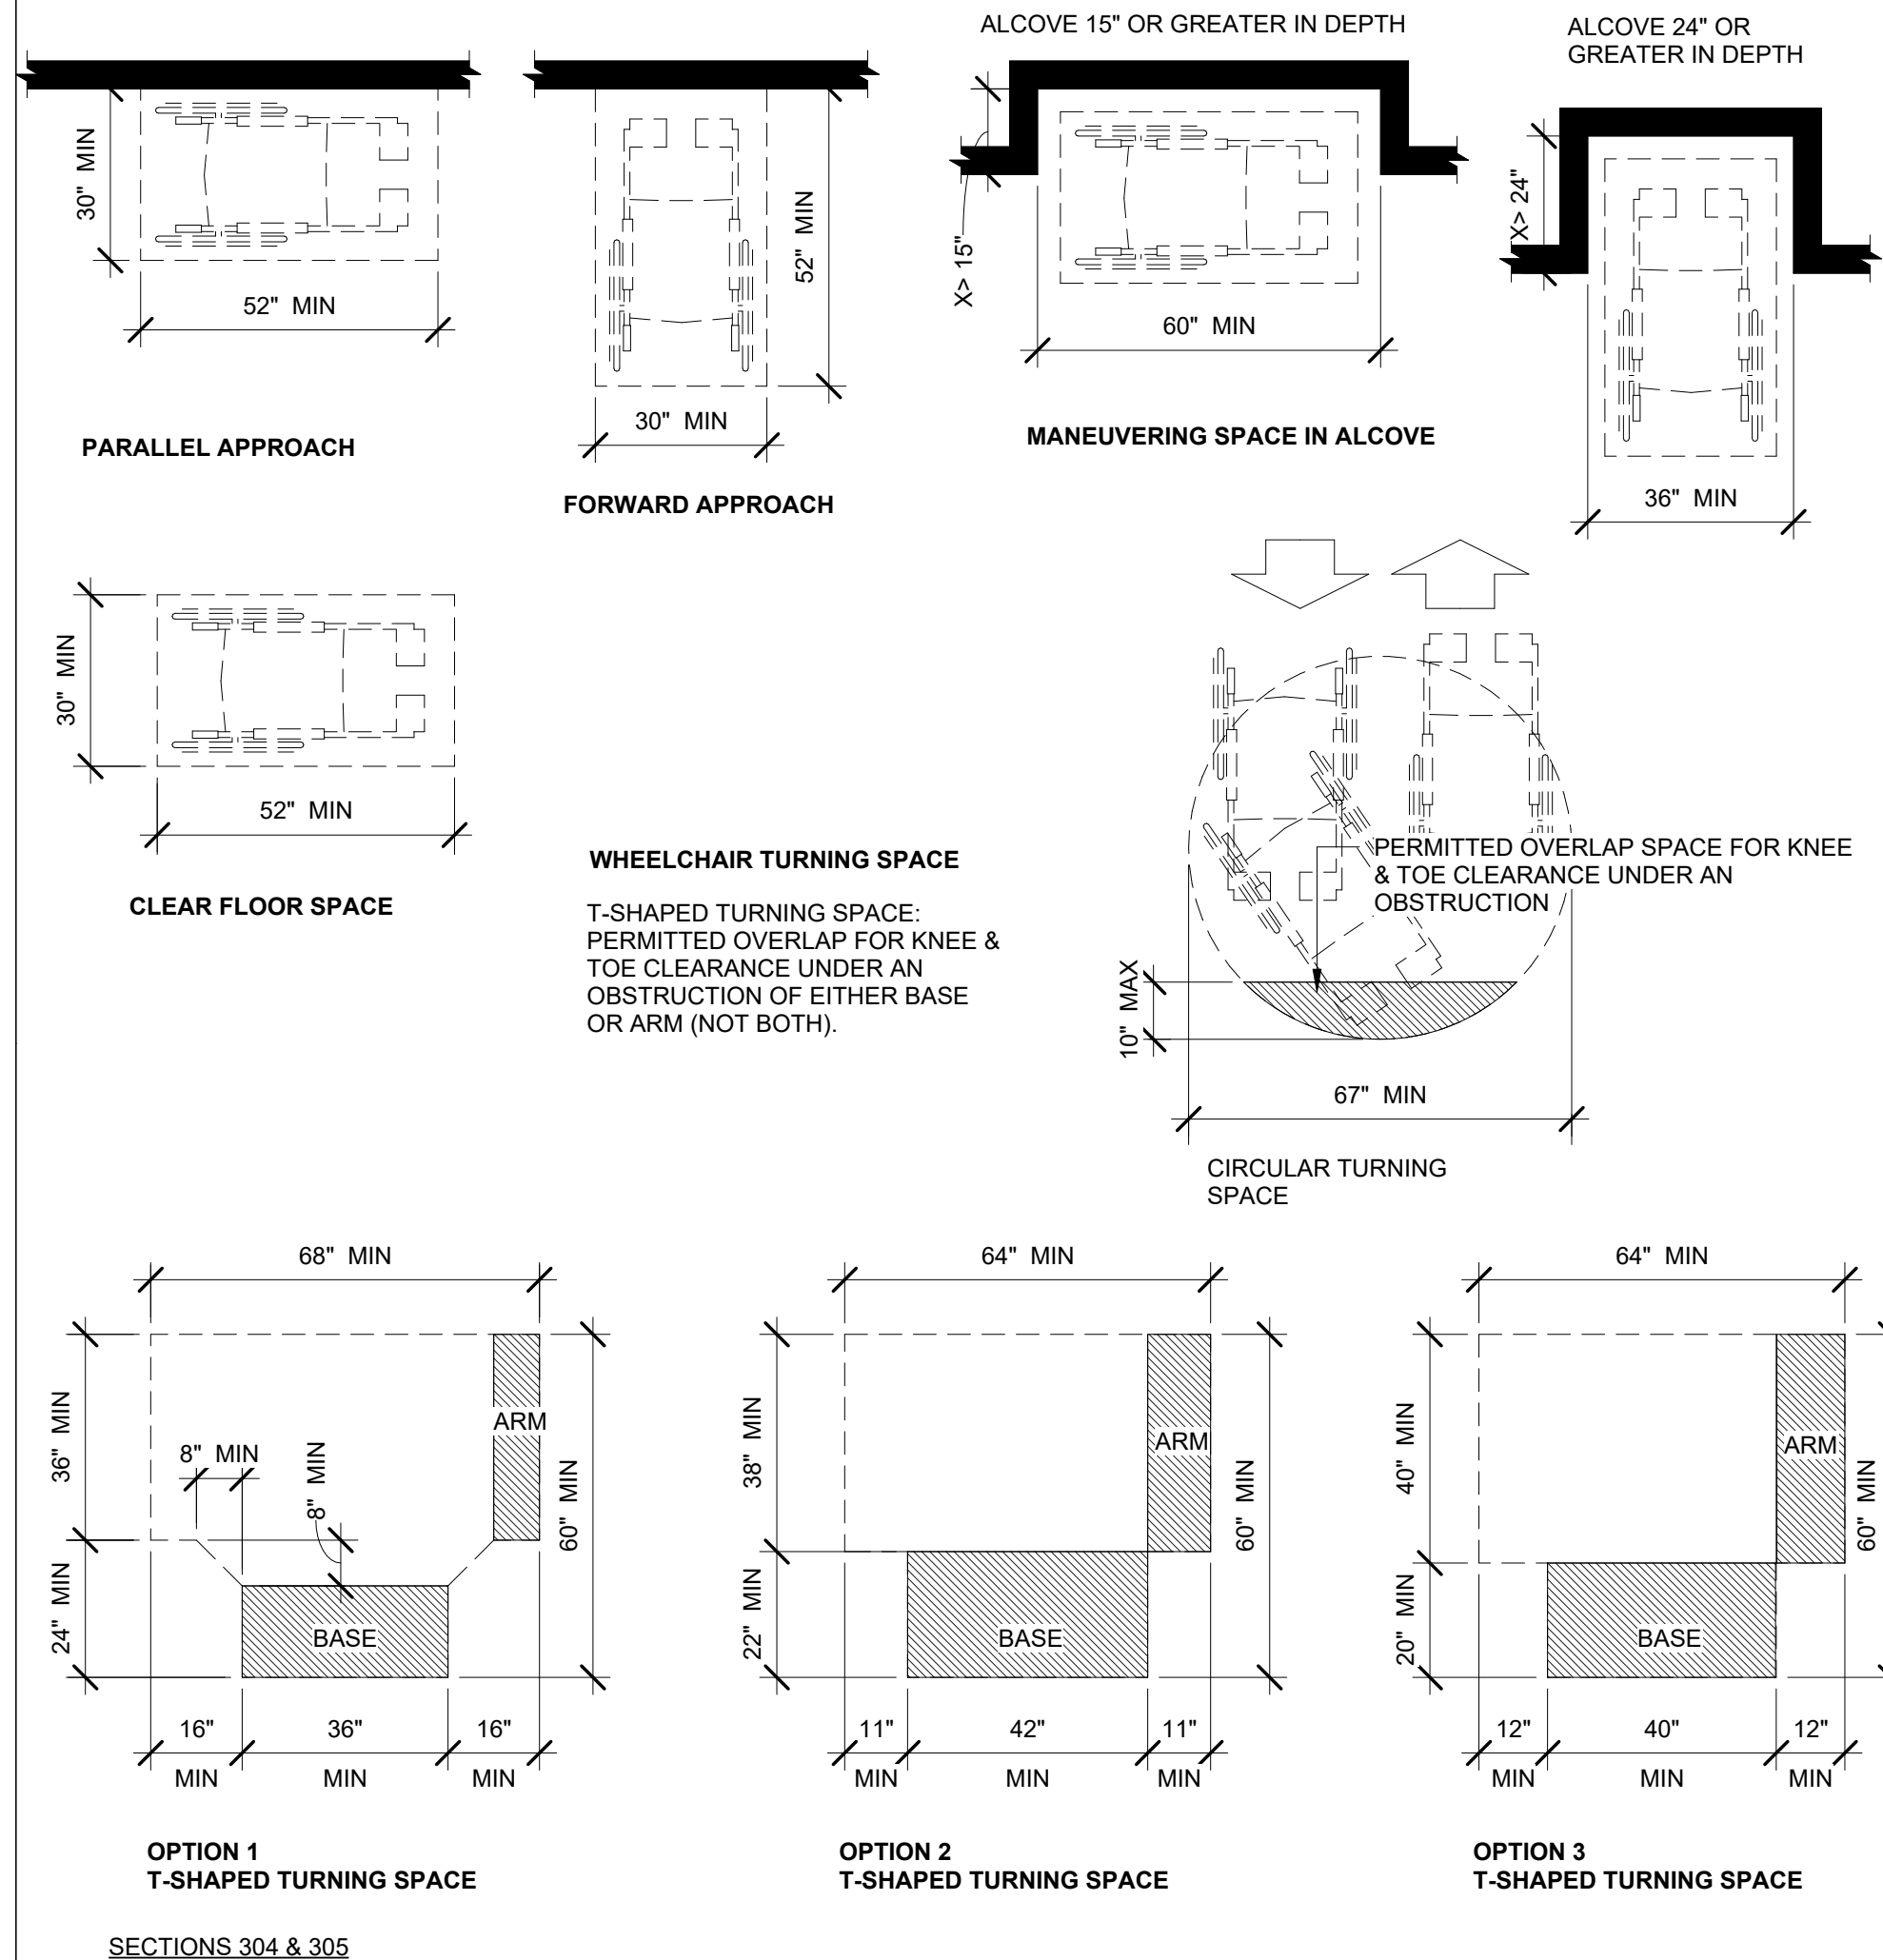 ALCOVE 15" OR GREATER IN DEPTH
ALCOVE 24" OR
GREATER IN DEPTH
30" MIN
52" MIN
PARALLEL APPROACH
52" MIN
30" MIN
FORWARD APPROACH
X> 15"
60" MIN
MANEUVERING SPACE IN ALCOVE
X> 24"
36" MIN
30" MIN
52" MIN
CLEAR FLOOR SPACE
WHEELCHAIR TURNING SPACE
T-SHAPED TURNING SPACE:
PERMITTED OVERLAP FOR KNEE &
TOE CLEARANCE UNDER AN
OBSTRUCTION OF EITHER BASE
OR ARM (NOT BOTH).
PERMITTED OVERLAP SPACE FOR KNEE
& TOE CLEARANCE UNDER AN
OBSTRUCTION
10" MAX
67" MIN
CIRCULAR TURNING
SPACE
68" MIN
36" MIN
24" MIN
8" MIN
8" MIN
ARM
60" MIN
BASE
16" 36" 16"
MIN MIN MIN
OPTION 1
T-SHAPED TURNING SPACE
64" MIN
38" MIN
22" MIN
ARM
60" MIN
BASE
11" 42" 11"
MIN MIN MIN
OPTION 2
T-SHAPED TURNING SPACE
64" MIN
40" MIN
20" MIN
ARM
60" MIN
BASE
12" 40" 12"
MIN MIN MIN
OPTION 3
T-SHAPED TURNING SPACE
SECTIONS 304 & 305